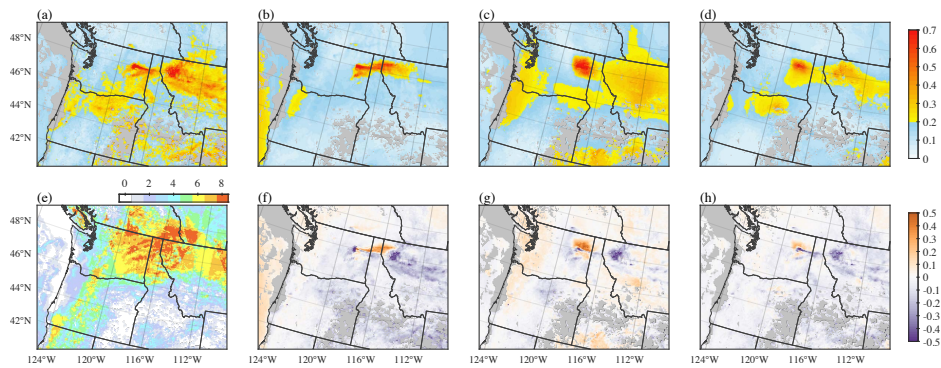 (a) (b) (c) (d)
48°N 46°N 44°N 42°N
0.7 0.6 0.5 0.4 0.3 0.2 0.1 0
0 2 4 6 8
(e) (f) (g) (h)
48°N 46°N 44°N 42°N
0.5 0.4 0.3 0.2 0.1 0 -0.1 -0.2 -0.3 -0.4 -0.5
124°W 120°W 116°W 112°W 124°W 120°W 116°W 112°W 124°W 120°W 116°W 112°W 124°W 120°W 116°W 112°W